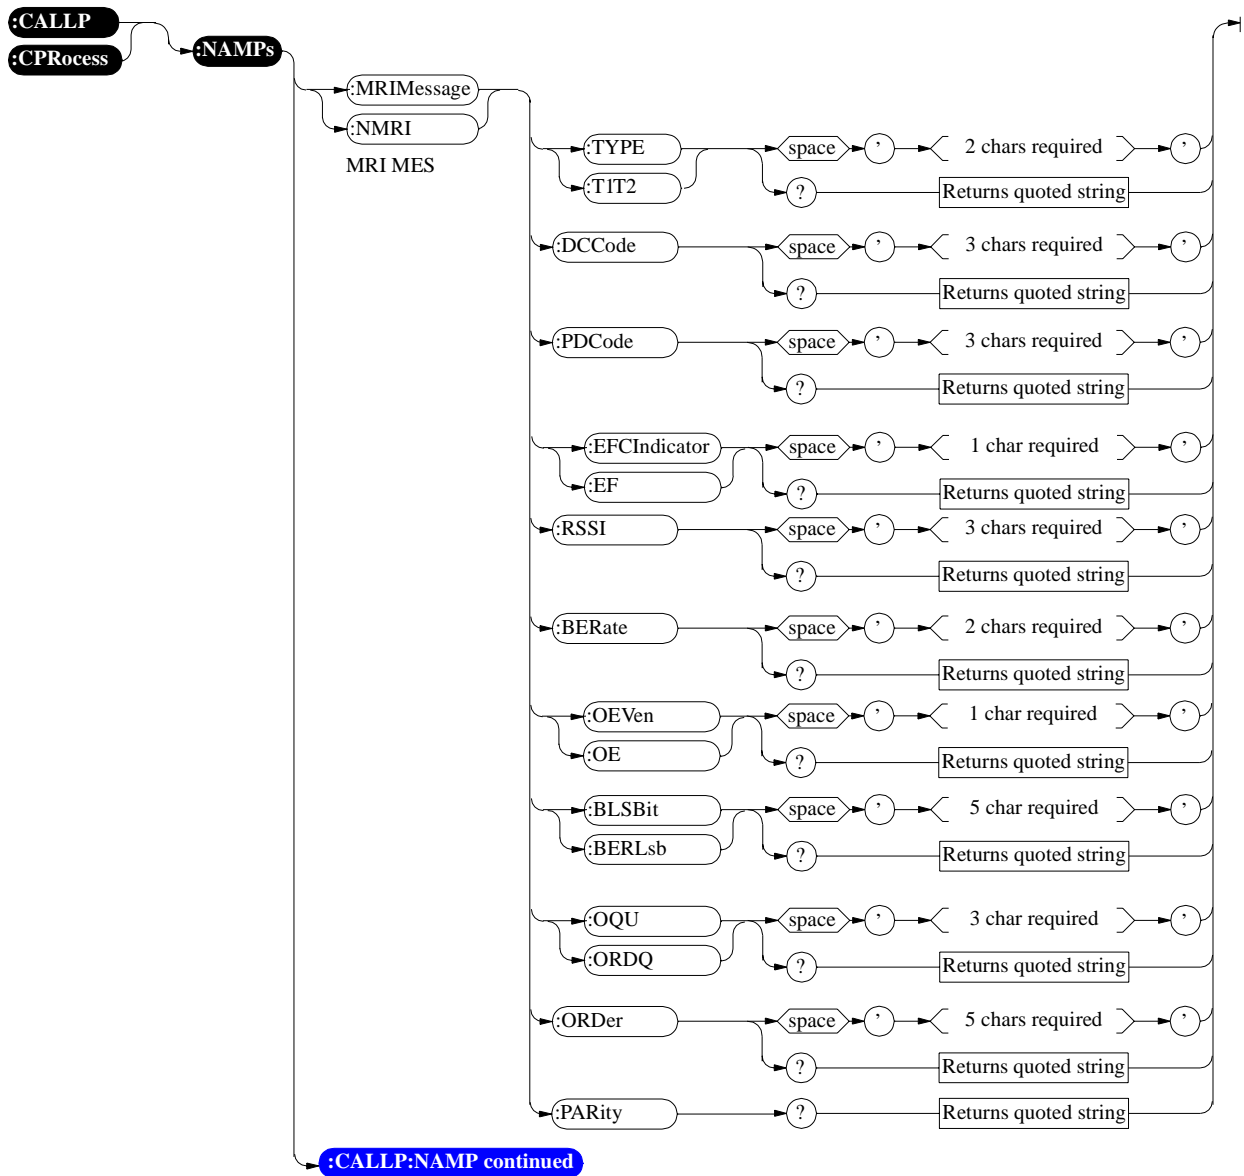 :CALLP
:CPRocess
:NAMPs
:MRIMessage
:NMRI
MRI MES
:TYPE space ' 2 chars required '
:T1T2 ? Returns quoted string
:DCCode space ' 3 chars required '
? Returns quoted string
:PDCode space ' 3 chars required '
? Returns quoted string
:EFCIndicator space ' 1 char required '
:EF ? Returns quoted string
:RSSI space ' 3 chars required '
? Returns quoted string
:BERate space ' 2 chars required '
? Returns quoted string
:OEVen space ' 1 char required '
:OE ? Returns quoted string
:BLSBit space ' 5 char required '
:BERLsb ? Returns quoted string
:OQU space ' 3 char required '
:ORDQ ? Returns quoted string
:ORDer space ' 5 chars required '
? Returns quoted string
:PARity ? Returns quoted string
:CALLP:NAMP continued